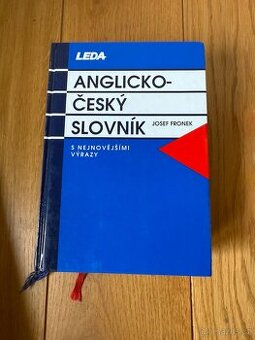 LEDA
ANGLICKO-
ČESKÝ
SLOVNÍK
JOSEF FRONEK
S NEJNOVĚJŠÍMI
VÝRAZY